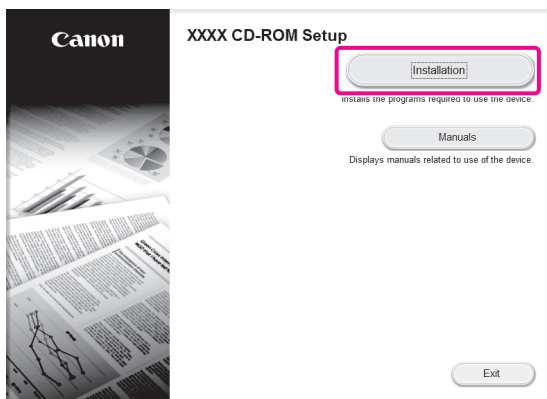 Canon
XXXX CD-ROM Setup
Installation
Installs the programs required to use the device.
Manuals
Displays manuals related to use of the device.
Exit